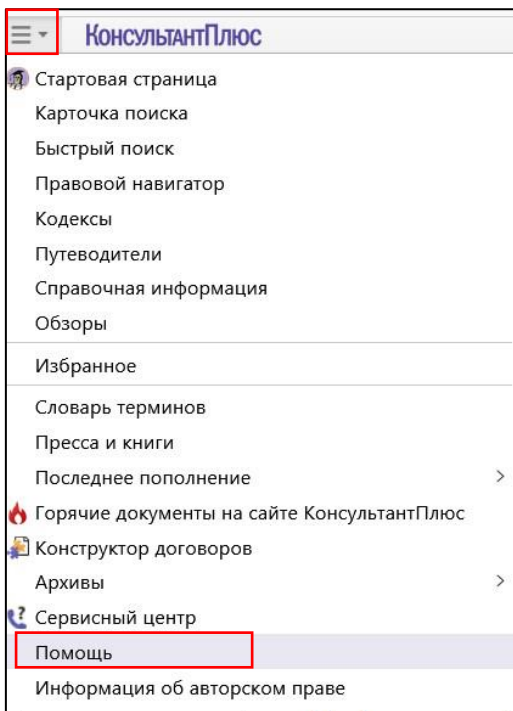 КонсультантПлюс
Стартовая страница
Карточка поиска
Быстрый поиск
Правовой навигатор
Кодексы
Путеводители
Справочная информация
Обзоры
Избранное
Словарь терминов
Пресса и книги
Последнее пополнение
Горячие документы на сайте КонсультантПлюс
Конструктор договоров
Архивы
Сервисный центр
Помощь
Информация об авторском праве